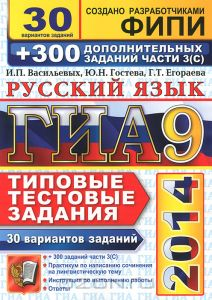 30
ВАРИАНТОВ ЗАДАНИЙ
СОЗДАНО РАЗРАБОТЧИКАМИ
ФИПИ
+300 ДОПОЛНИТЕЛЬНЫХ
ЗАДАНИЙ ЧАСТИ 3(С)
И.П. Васильевых, Ю.Н. Гостева, Г.Т. Егораева
РУССКИЙ ЯЗЫК
ГИА 9
ТИПОВЫЕ
ТЕСТОВЫЕ
ЗАДАНИЯ
2014
30 ВАРИАНТОВ ЗАДАНИЙ
+ 300 заданий части 3(С)
Практикум по написанию сочинения
на лингвистическую тему
Инструкция по выполнению работы
Ответы